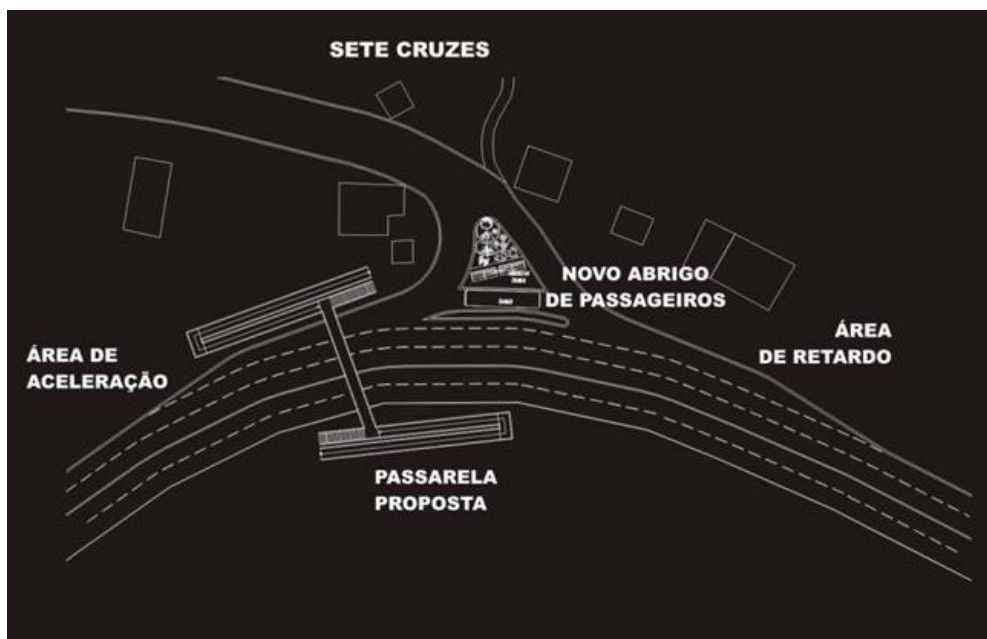 SETE CRUZES
NOVO ABRIGO
DE PASSAGEIROS
ÁREA
DE RETARDO
ÁREA DE
ACELERAÇÃO
PASSARELA
PROPOSTA